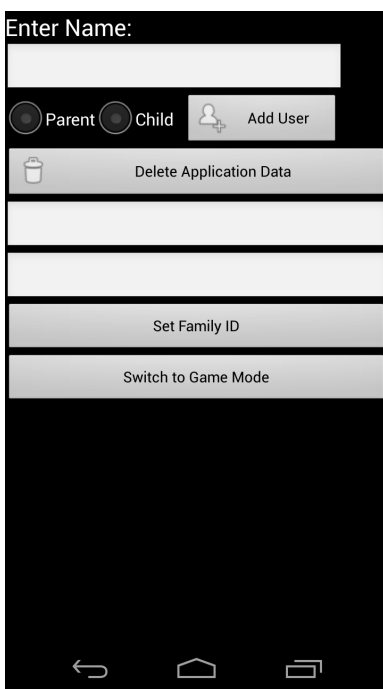 Enter Name:
Parent Child Add User
Delete Application Data
Set Family ID
Switch to Game Mode